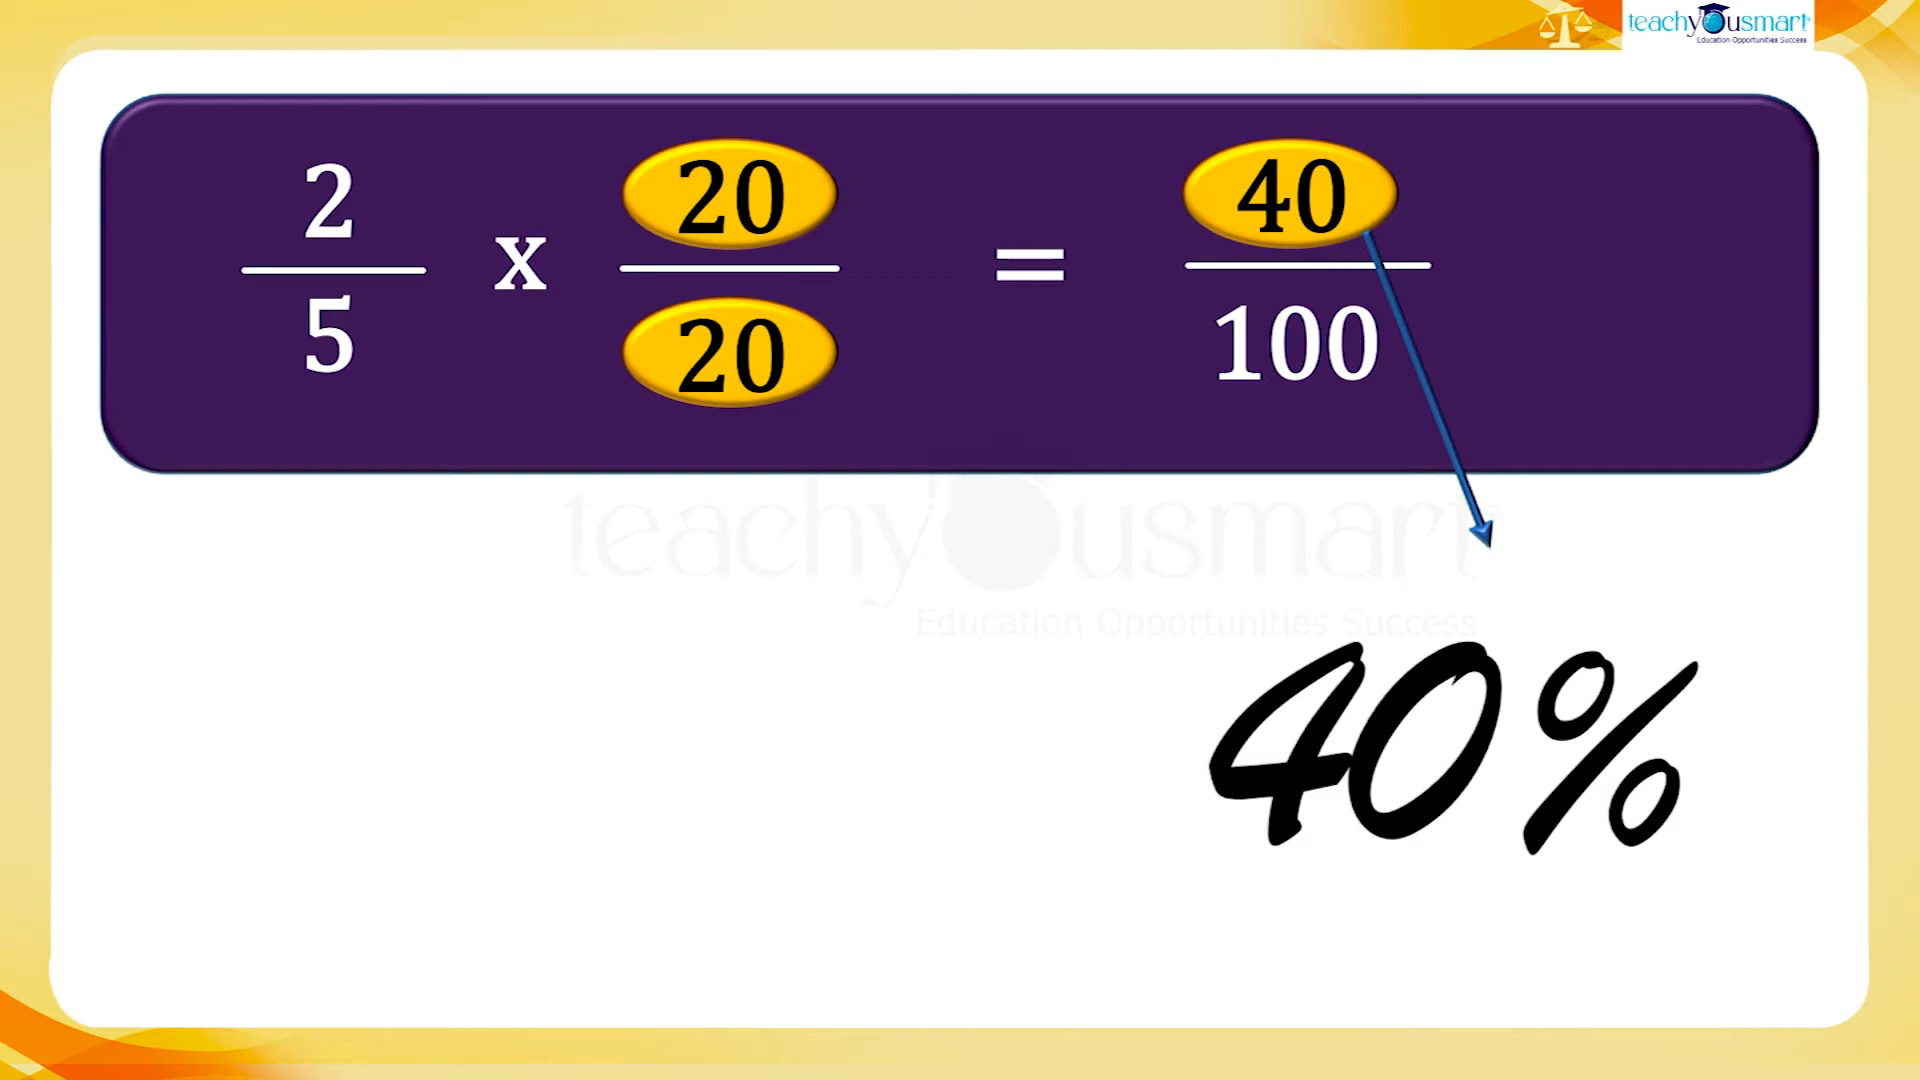 teachyousmart
Education Opportunities Success
2
5
x
20
20
=
40
100
teachyousmart
Education Opportunities Success
40%